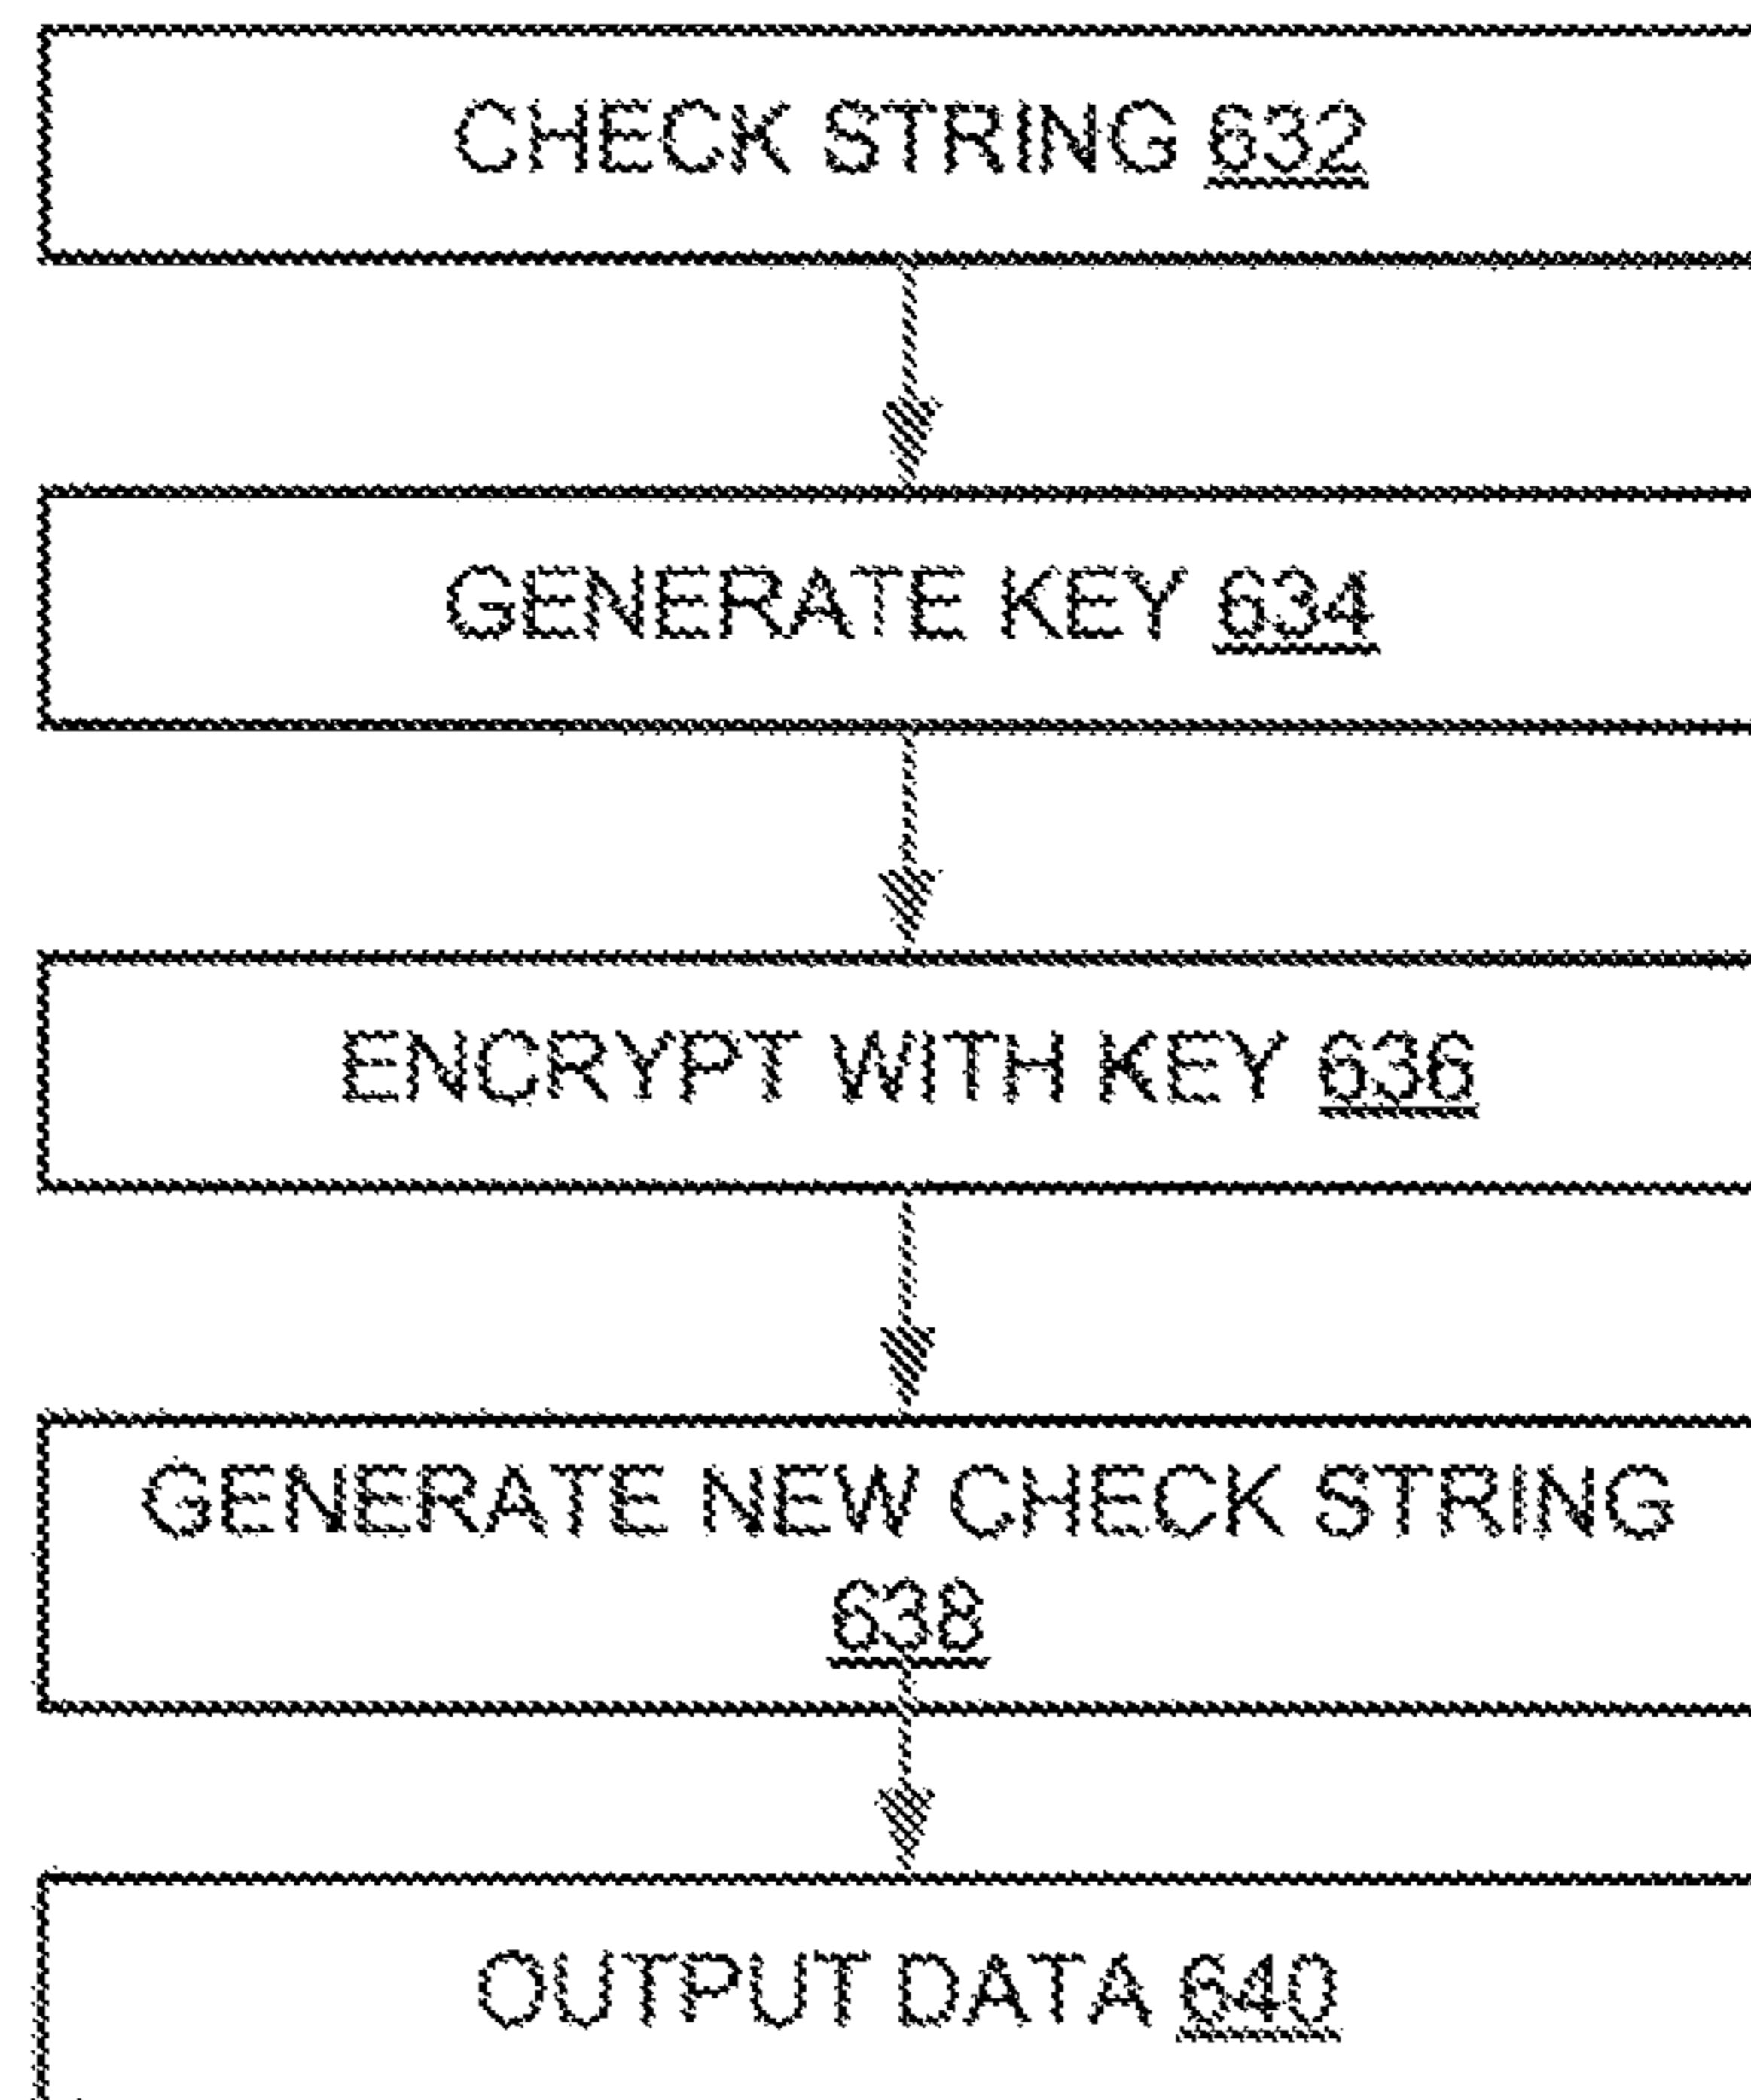 CHECK STRING 632
GENERATE KEY 634
ENCRYPT WITH KEY 636
GENERATE NEW CHECK STRING
638
OUTPUT DATA 640